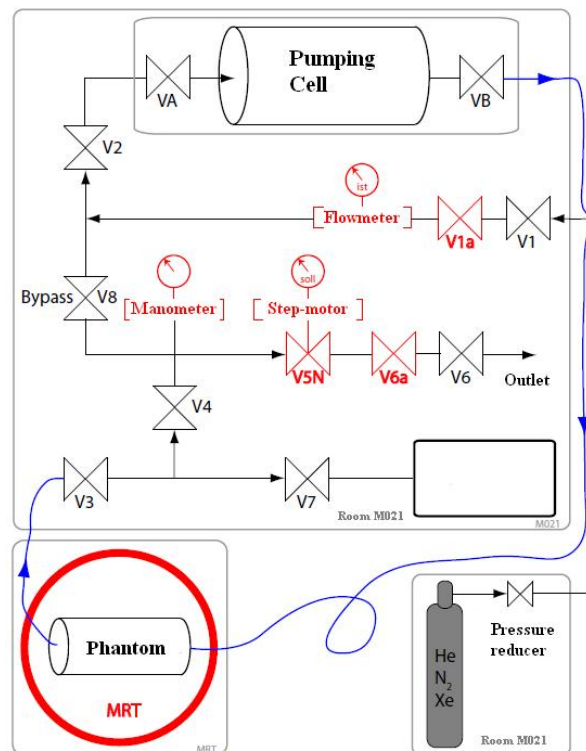 Pumping
Cell
VA
VB
V2
ist
Flowmeter
V1a
V1
Bypass
V8
Manometer
soll
Step-motor
V5N
V6a
V6
Outlet
V4
V3
V7
Room M021
M021
Phantom
MRT
MRT
Pressure
reducer
He
N2
Xe
Room M021